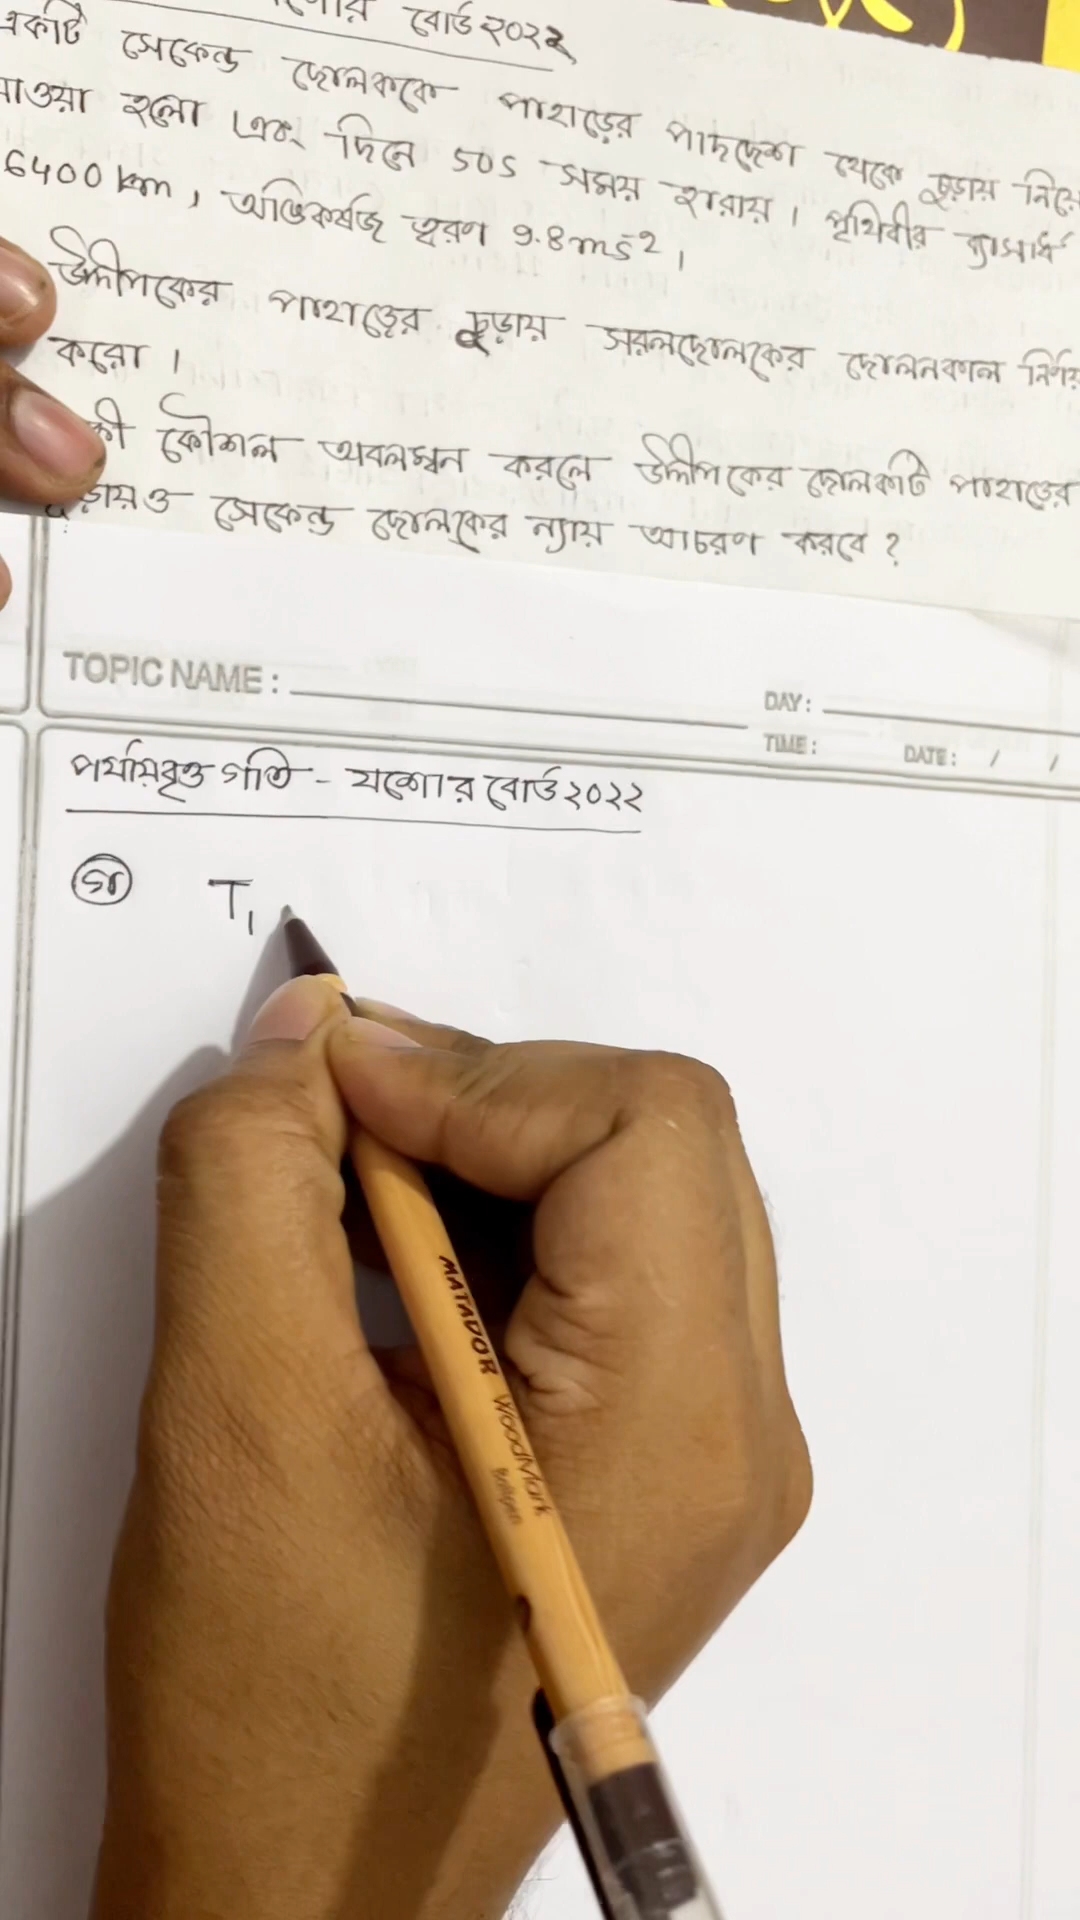 বোর্ড ২০২২
একটি সেকেন্ড দোলককে পাহাড়ের পাদদেশ থেকে চুড়ায় নিয়ে
যাওয়া হলো এবং দিনে 50s সময় হারায়। পৃথিবীর ব্যাসার্ধ
6400 km, অভিকর্ষজ ত্বরণ 9.8ms⁻²।
উদ্দীপকের পাহাড়ের চুড়ায় সরলদোলকের দোলনকাল নির্ণয়
করো।
কী কৌশল অবলম্বন করলে উদ্দীপকের দোলকটি পাহাড়ের
চুড়ায়ও সেকেন্ড দোলকের ন্যায় আচরণ করবে?
TOPIC NAME :
DAY :
TIME : DATE : / /
পর্যাবৃত্ত গতি - যশোর বোর্ড ২০২২
গ T₁
MATADOR WoodMark